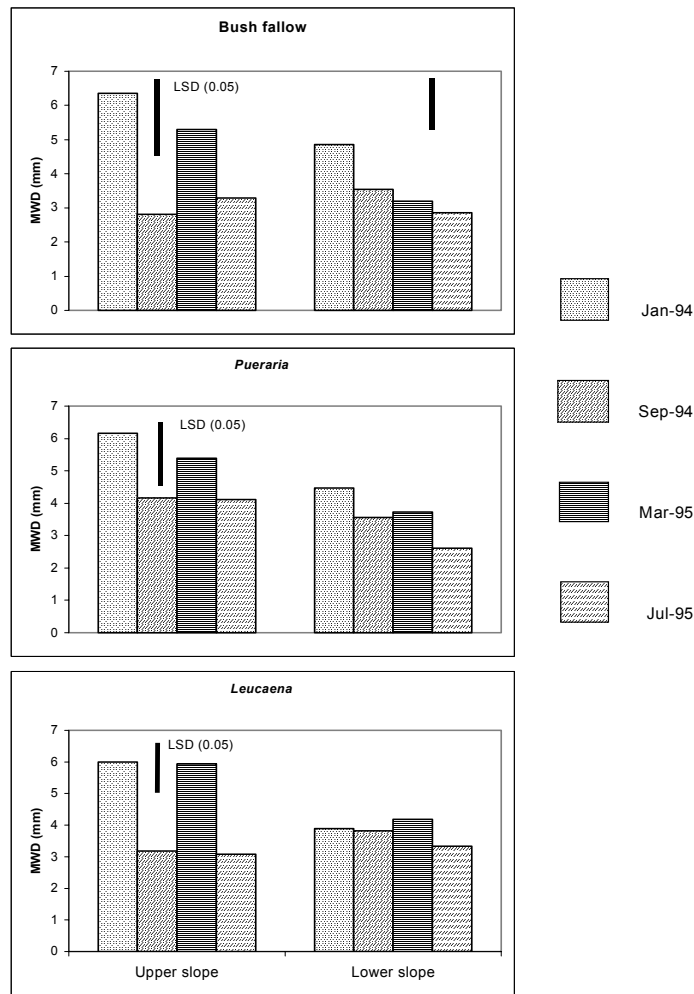 Bush fallow
7
6
5
4
3
2
1
0
MWD (mm)
LSD (0.05)
Pueraria
7
6
5
4
3
2
1
0
MWD (mm)
LSD (0.05)
Leucaena
7
6
5
4
3
2
1
0
MWD (mm)
LSD (0.05)
Upper slope
Lower slope
Jan-94
Sep-94
Mar-95
Jul-95